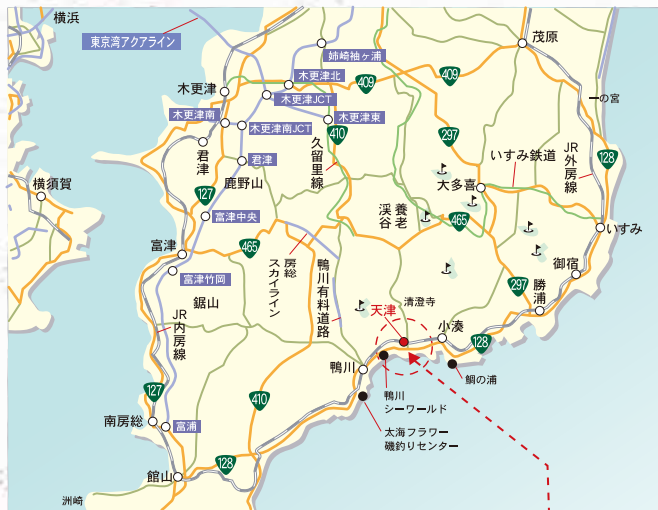 横浜
東京湾アクアライン
姉崎袖ヶ浦
茂原
木更津
木更津北
409
409
木更津JCT
一の宮
木更津南
木更津南JCT
木更津東
410
297
128
君津
君津
久留里線
いすみ鉄道
JR外房線
横須賀
127
鹿野山
大多喜
富津中央
渓谷
養老
465
いすみ
富津
465
房総
スカイライン
鴨川有料道路
御宿
富津竹岡
297
鋸山
清澄寺
勝浦
JR内房線
天津
小湊
128
鴨川
鯛の浦
127
410
鴨川
シーワールド
南房総
富浦
太海フラワー
磯釣りセンター
128
館山
洲崎